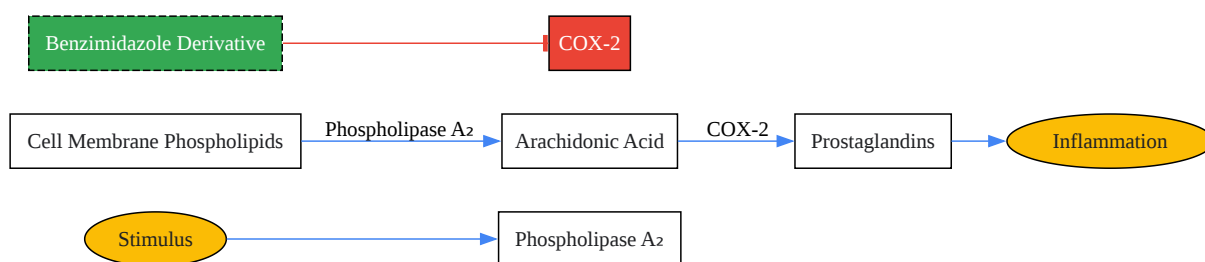 Benzimidazole Derivative
COX-2
Cell Membrane Phospholipids
Phospholipase A₂
Arachidonic Acid
COX-2
Prostaglandins
Inflammation
Stimulus
Phospholipase A₂